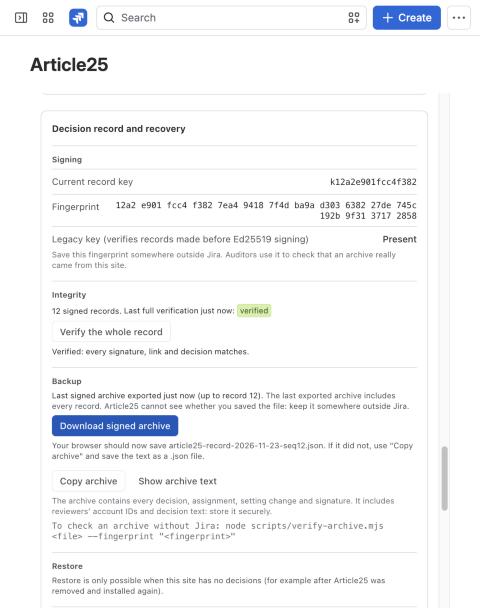 Search
+ Create
Article25
Decision record and recovery
Signing
Current record key k12a2e901fcc4f382
Fingerprint 12a2 e901 fcc4 f382 7ea4 9418 7f4d ba9a d303 6382 27de 745c
192b 9f31 3717 2858
Legacy key (verifies records made before Ed25519 signing) Present
Save this fingerprint somewhere outside Jira. Auditors use it to check that an archive really
came from this site.
Integrity
12 signed records. Last full verification just now: verified
Verify the whole record
Verified: every signature, link and decision matches.
Backup
Last signed archive exported just now (up to record 12). The last exported archive includes
every record. Article25 cannot see whether you saved the file: keep it somewhere outside Jira.
Download signed archive
Your browser should now save article25-record-2026-11-23-seq12.json. If it did not, use "Copy
archive" and save the text as a .json file.
Copy archive Show archive text
The archive contains every decision, assignment, setting change and signature. It includes
reviewers' account IDs and decision text: store it securely.
To check an archive without Jira: node scripts/verify-archive.mjs
<file> --fingerprint "<fingerprint>"
Restore
Restore is only possible when this site has no decisions (for example after Article25 was
removed and installed again).